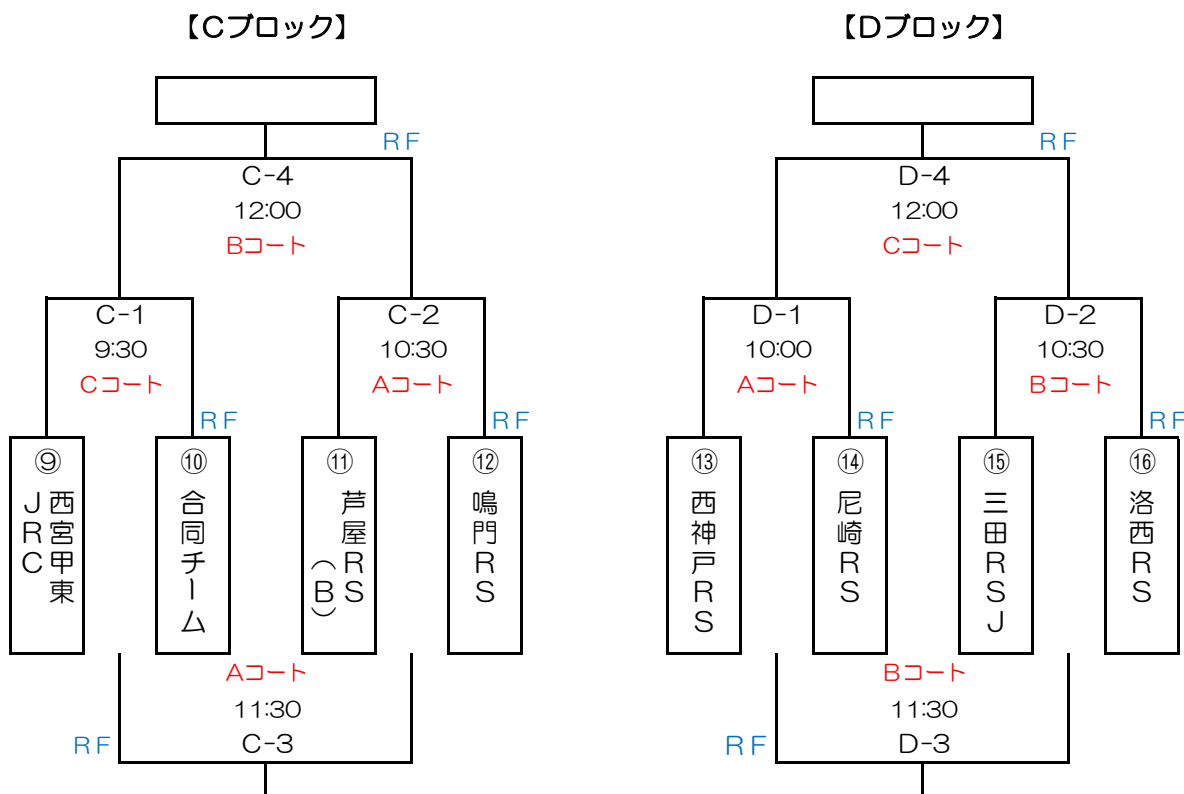 【Cブロック】
RF
C-4
12:00
Bコート
C-1
9:30
Cコート
RF
C-2
10:30
Aコート
RF
⑨
西宮甲東
JRC
⑩
合同チーム
⑪
芦屋RS
(B)
⑫
鳴門RS
Aコート
11:30
RF
C-3
【Dブロック】
RF
D-4
12:00
Cコート
D-1
10:00
Aコート
RF
D-2
10:30
Bコート
RF
⑬
西神戸RS
⑭
尼崎RS
⑮
三田RSJ
⑯
洛西RS
Bコート
11:30
RF
D-3